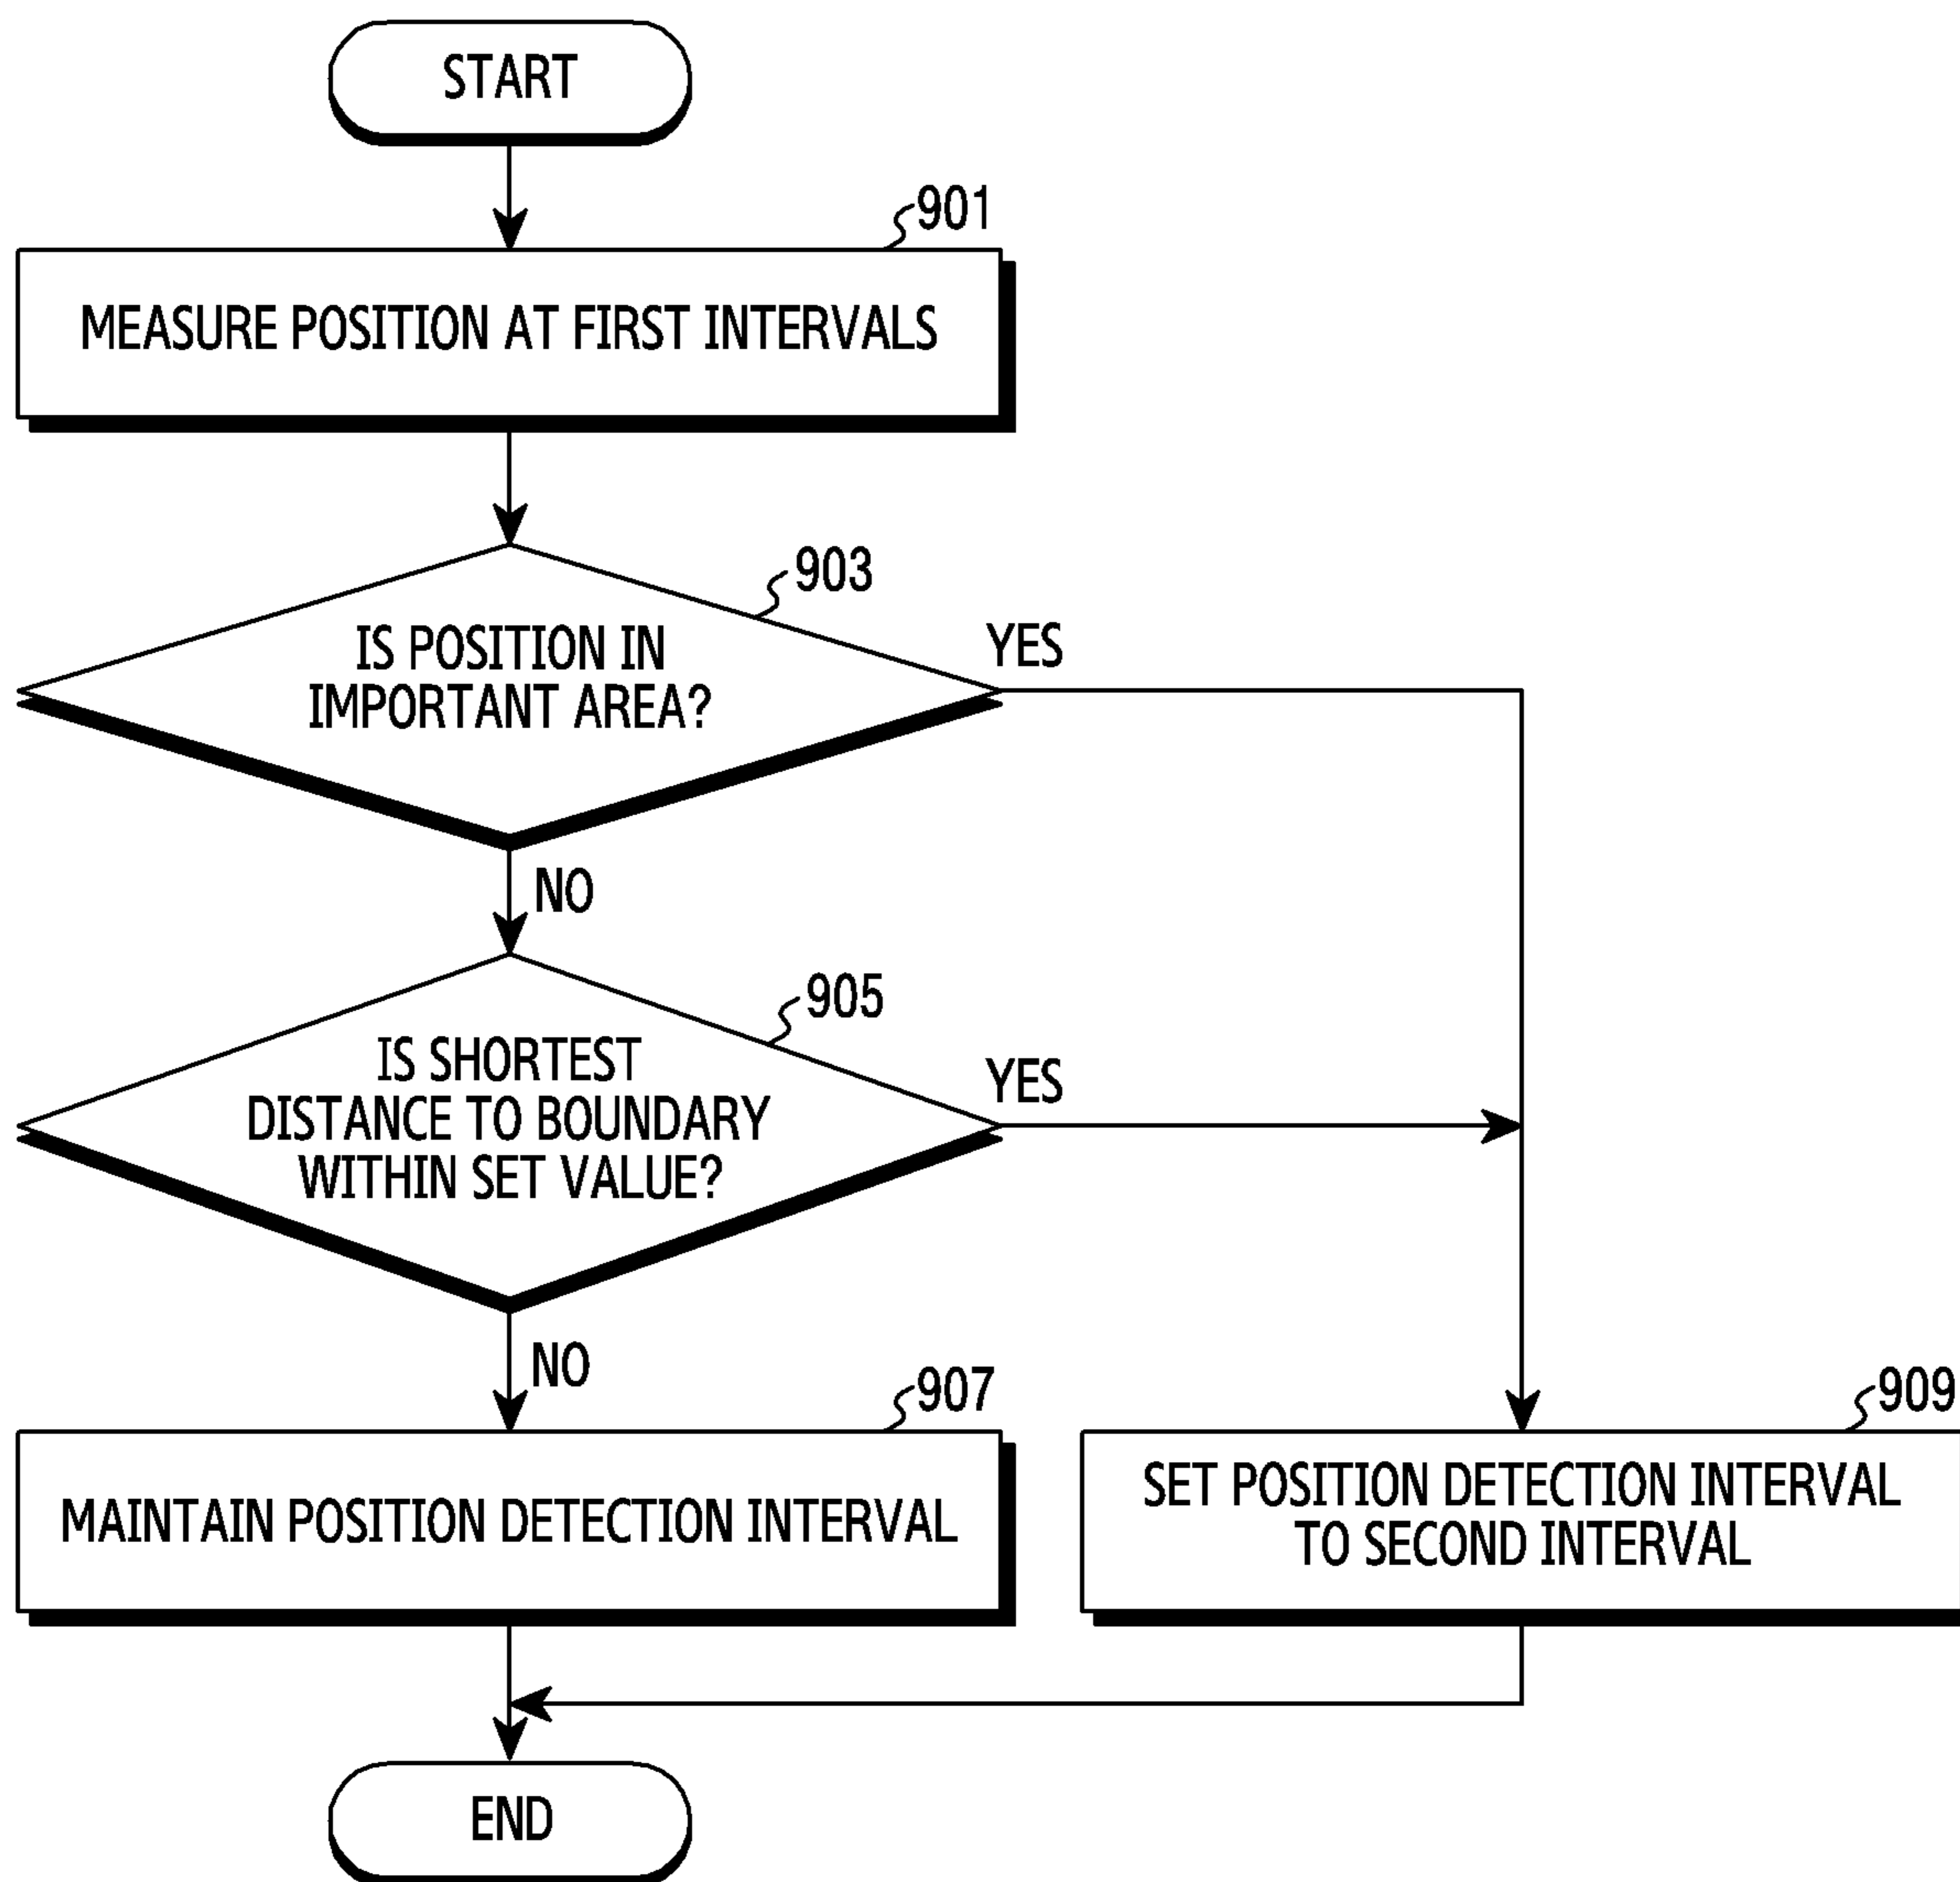 START
901
MEASURE POSITION AT FIRST INTERVALS
903
IS POSITION IN
IMPORTANT AREA?
YES
NO
905
IS SHORTEST
DISTANCE TO BOUNDARY
WITHIN SET VALUE?
YES
NO
907
MAINTAIN POSITION DETECTION INTERVAL
909
SET POSITION DETECTION INTERVAL
TO SECOND INTERVAL
END